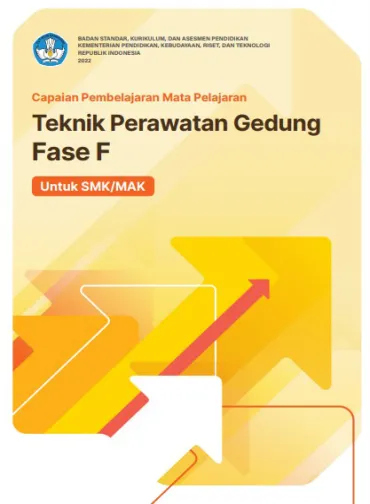 BADAN STANDAR, KURIKULUM, DAN ASESMEN PENDIDIKAN
KEMENTERIAN PENDIDIKAN, KEBUDAYAAN, RISET, DAN TEKNOLOGI
REPUBLIK INDONESIA
2022
Capaian Pembelajaran Mata Pelajaran
Teknik Perawatan Gedung
Fase F
Untuk SMK/MAK